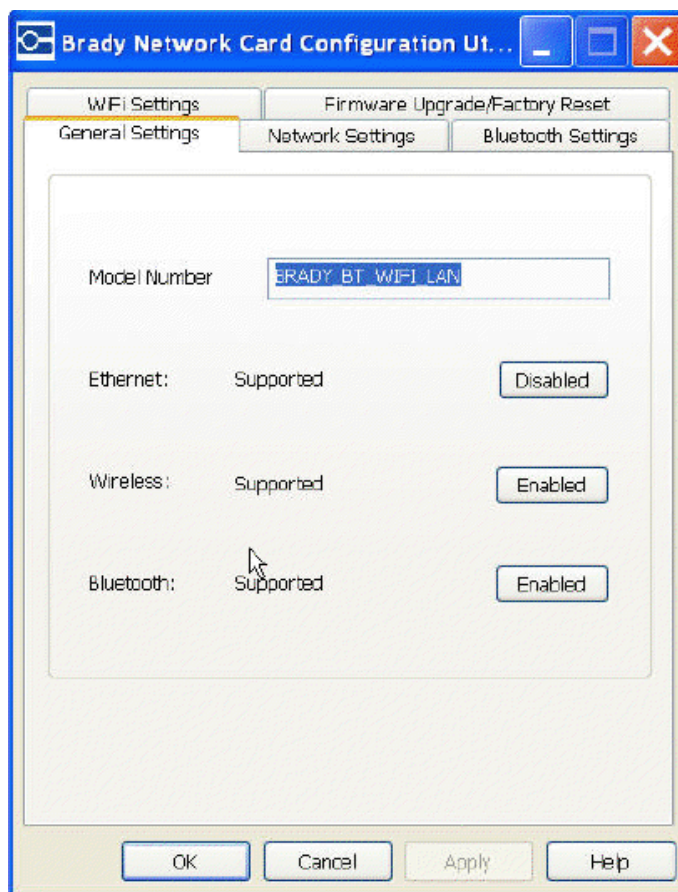 Brady Network Card Configuration Ut...
WiFi Settings
Firmware Upgrade/Factory Reset
General Settings
Network Settings
Bluetooth Settings
Model Number
BRADY_BT_WIFI_LAN
Ethernet:
Supported
Disabled
Wireless:
Supported
Enabled
Bluetooth:
Supported
Enabled
OK
Cancel
Apply
Help